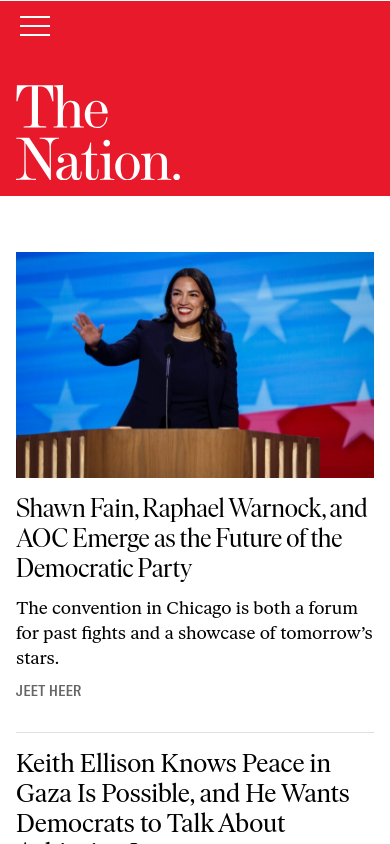 The
Nation.
Shawn Fain, Raphael Warnock, and
AOC Emerge as the Future of the
Democratic Party
The convention in Chicago is both a forum
for past fights and a showcase of tomorrow’s
stars.
JEET HEER
Keith Ellison Knows Peace in
Gaza Is Possible, and He Wants
Democrats to Talk About